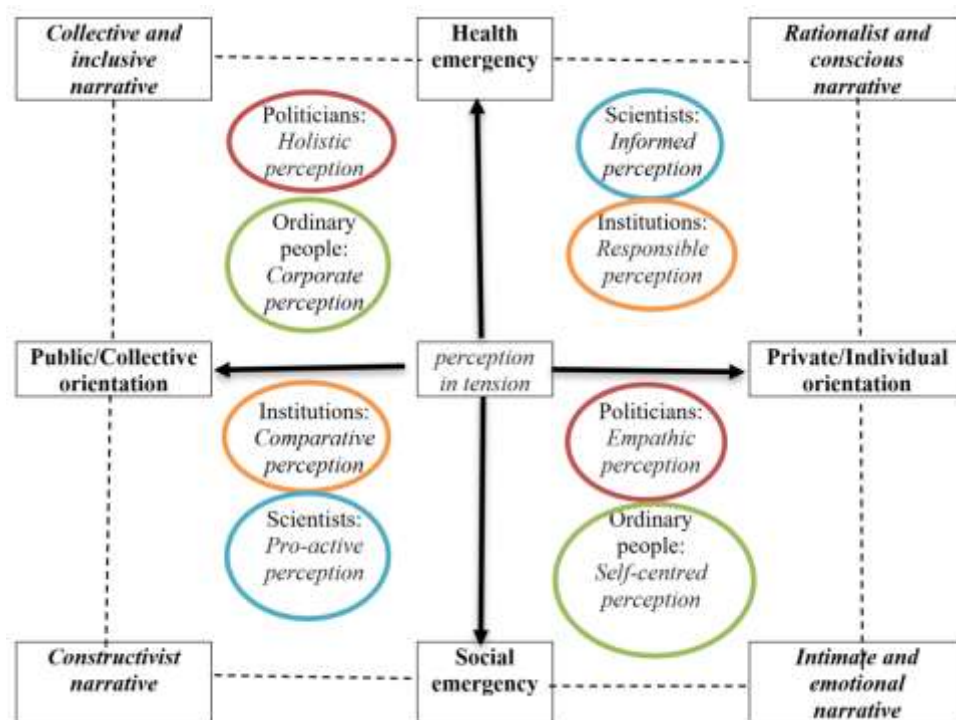 Collective and
inclusive
narrative
Health
emergency
Rationalist and
conscious
narrative
Politicians:
Holistic
perception
Scientists:
Informed
perception
Ordinary
people:
Corporate
perception
Institutions:
Responsible
perception
Public/Collective
orientation
perception
in tension
Private/Individual
orientation
Institutions:
Comparative
perception
Politicians:
Empathic
perception
Scientists:
Pro-active
perception
Ordinary
people:
Self-centred
perception
Constructivist
narrative
Social
emergency
Intimate and
emotional
narrative